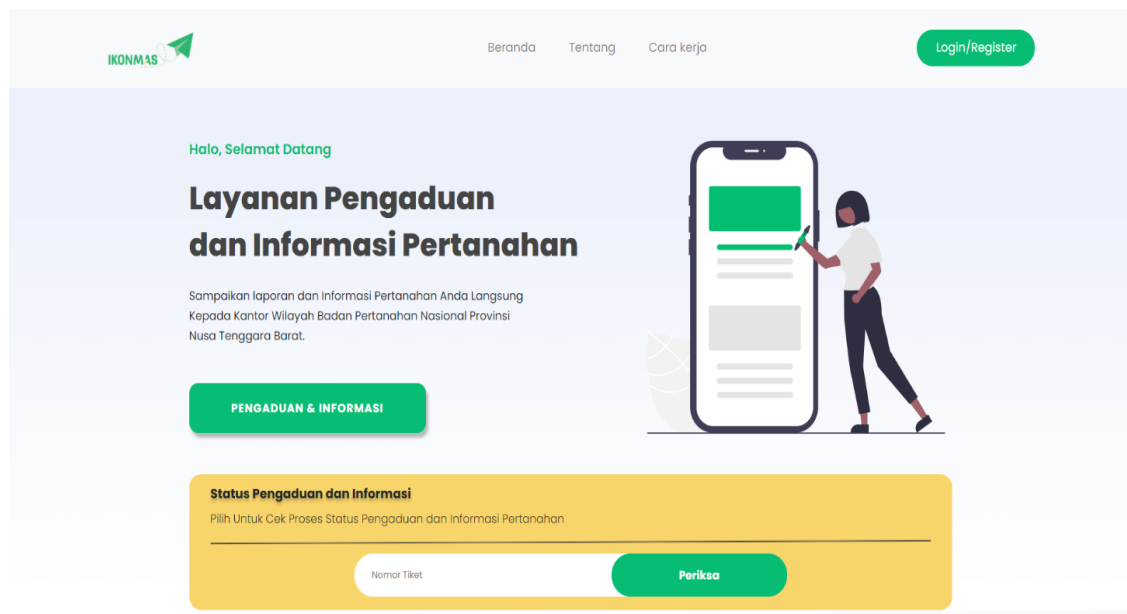 IKONMAS
Beranda Tentang Cara kerja
Login/Register
Halo, Selamat Datang
Layanan Pengaduan
dan Informasi Pertanahan
Sampaikan laporan dan Informasi Pertanahan Anda Langsung
Kepada Kantor Wilayah Badan Pertanahan Nasional Provinsi
Nusa Tenggara Barat.
PENGADUAN & INFORMASI
Status Pengaduan dan Informasi
Pilih Untuk Cek Proses Status Pengaduan dan Informasi Pertanahan
Nomor Tiket
Periksa